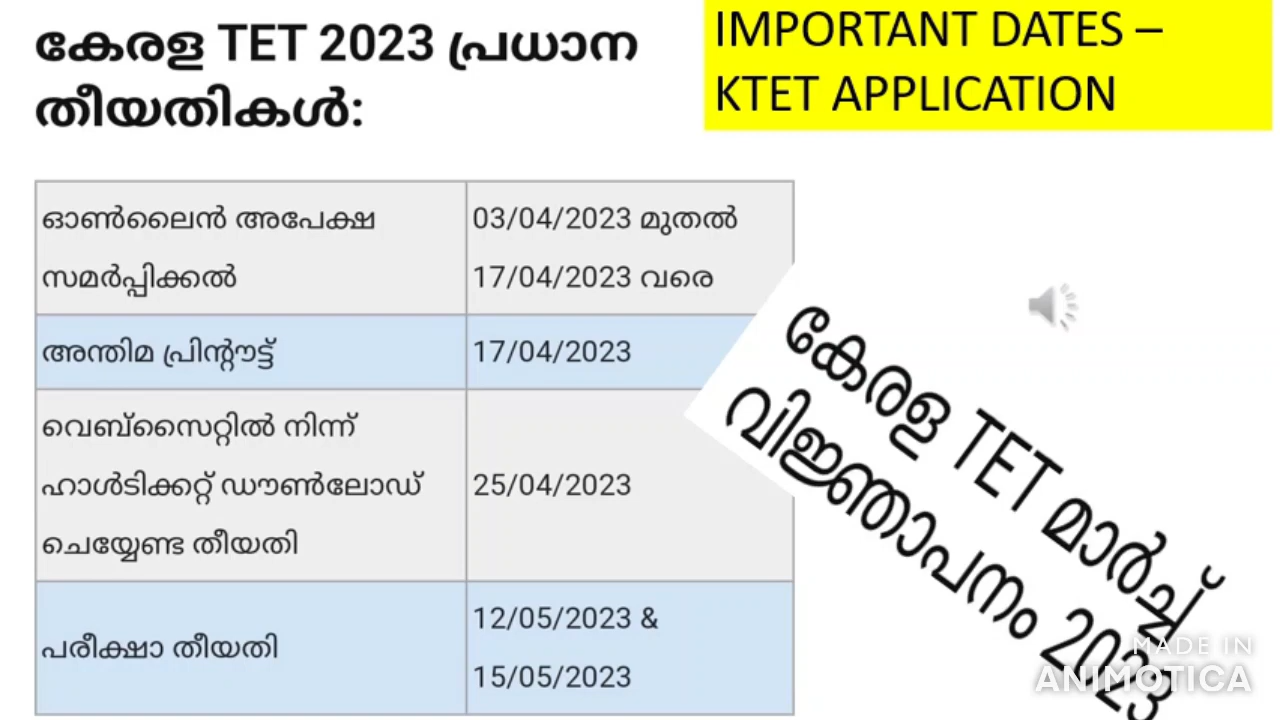 കേരള TET 2023 പ്രധാന
തീയതികൾ:
IMPORTANT DATES –
KTET APPLICATION
ഓൺലൈൻ അപേക്ഷ
സമർപ്പിക്കൽ
03/04/2023 മുതൽ
17/04/2023 വരെ
അന്തിമ പ്രിന്റൗട്ട്
17/04/2023
വെബ്സൈറ്റിൽ നിന്ന്
ഹാൾടിക്കറ്റ് ഡൗൺലോഡ്
ചെയ്യേണ്ട തീയതി
25/04/2023
പരീക്ഷാ തീയതി
12/05/2023 &
15/05/2023
കേരള TET മാർച്ച്
വിജ്ഞാപനം 2023
MADE IN
ANIMOTICA